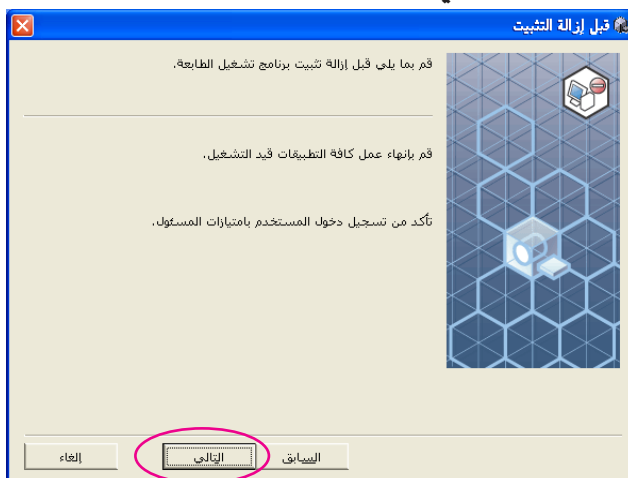 قبل إزالة التثبيت
قم بما يلي قبل إزالة تثبيت برنامج تشغيل الطابعة.
قم بإنهاء عمل كافة التطبيقات قيد التشغيل.
تأكد من تسجيل دخول المستخدم بامتيازات المسئول.
السابق
التالي
إلغاء